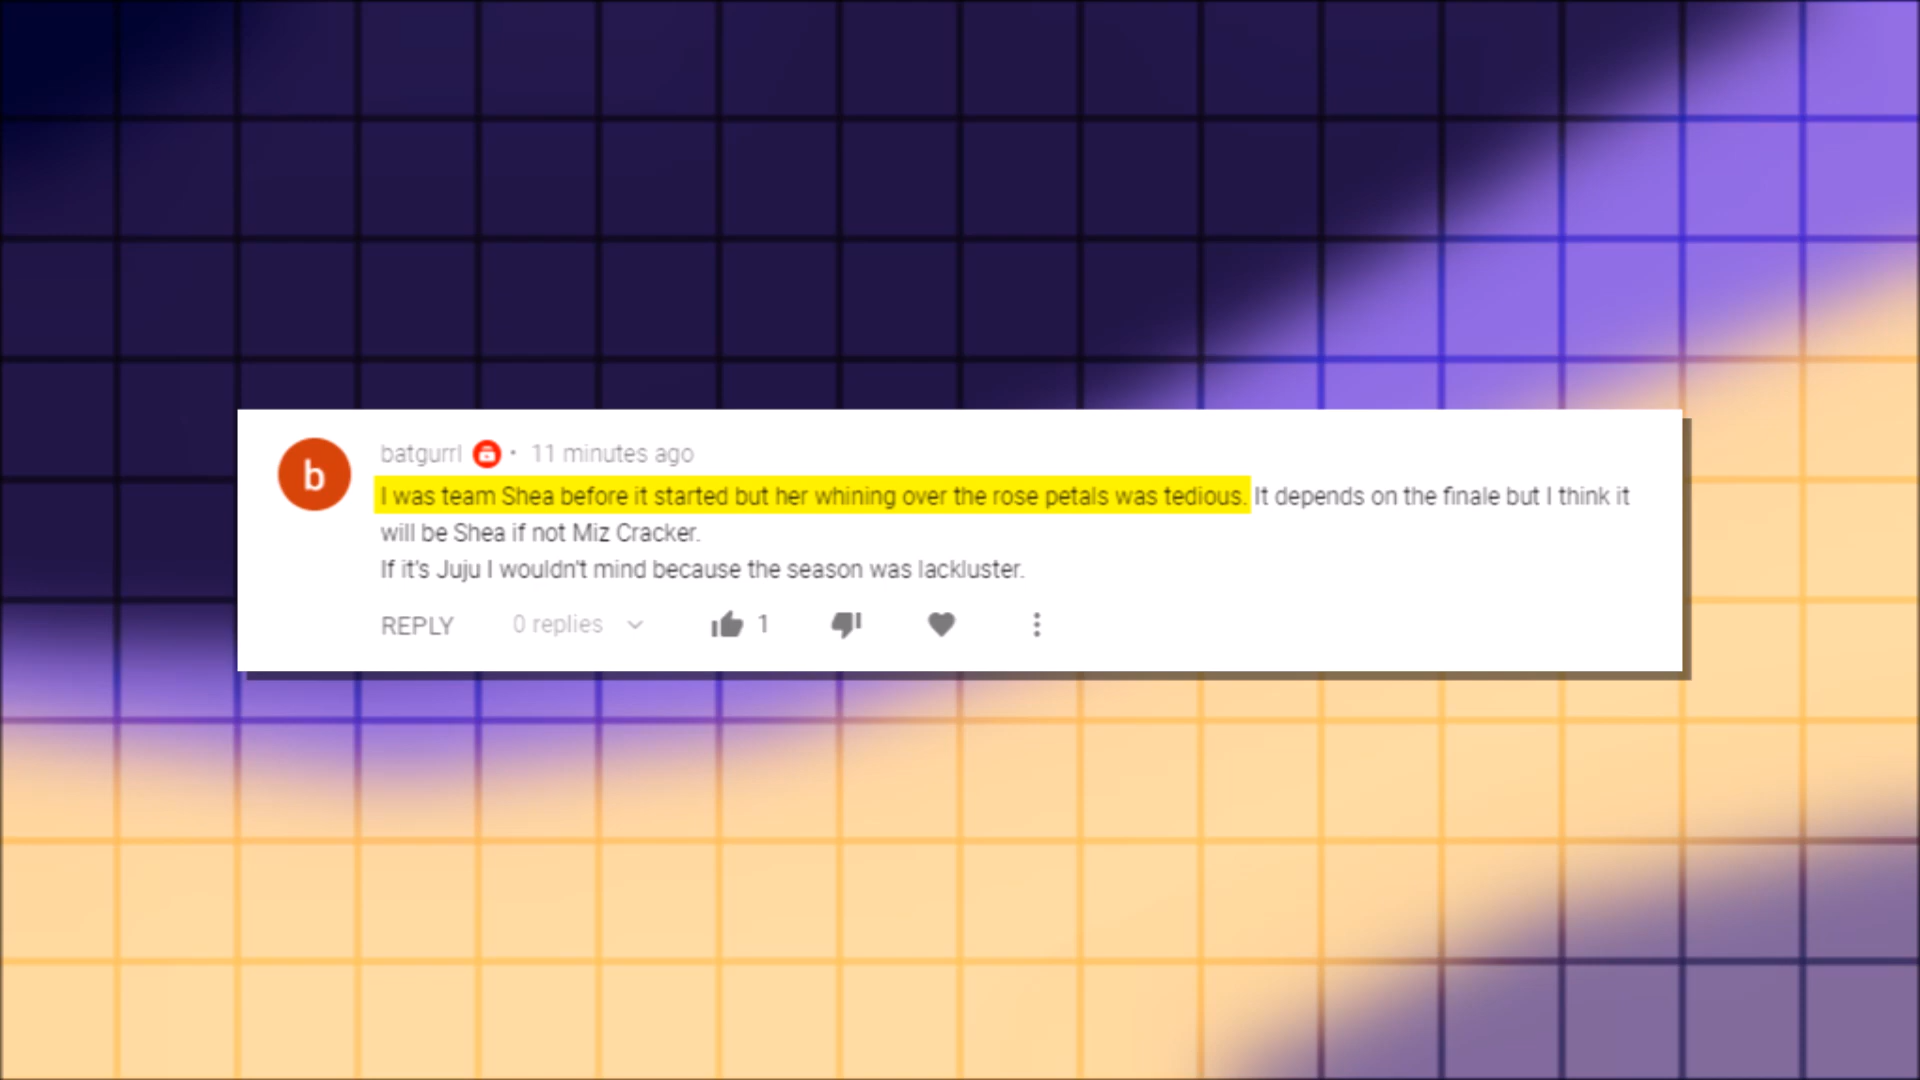 b
batgurrl · 11 minutes ago
I was team Shea before it started but her whining over the rose petals was tedious. It depends on the finale but I think it
will be Shea if not Miz Cracker.
If it's Juju I wouldn't mind because the season was lackluster.
REPLY 0 replies 1